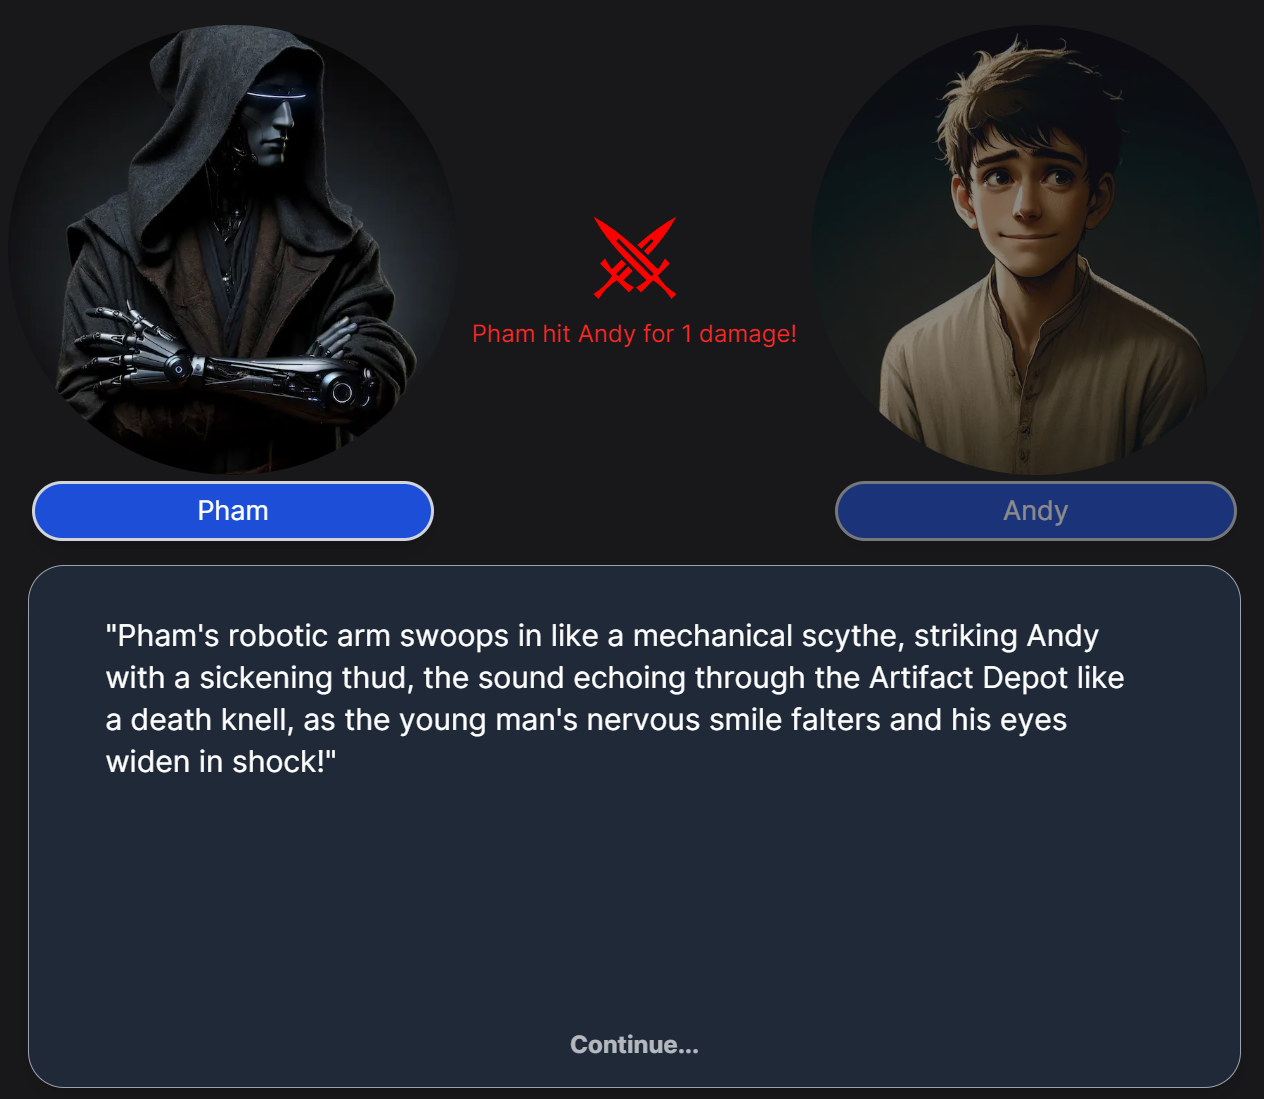 Pham hit Andy for 1 damage!
Pham
Andy
"Pham's robotic arm swoops in like a mechanical scythe, striking Andy
with a sickening thud, the sound echoing through the Artifact Depot like
a death knell, as the young man's nervous smile falters and his eyes
widen in shock!"
Continue...